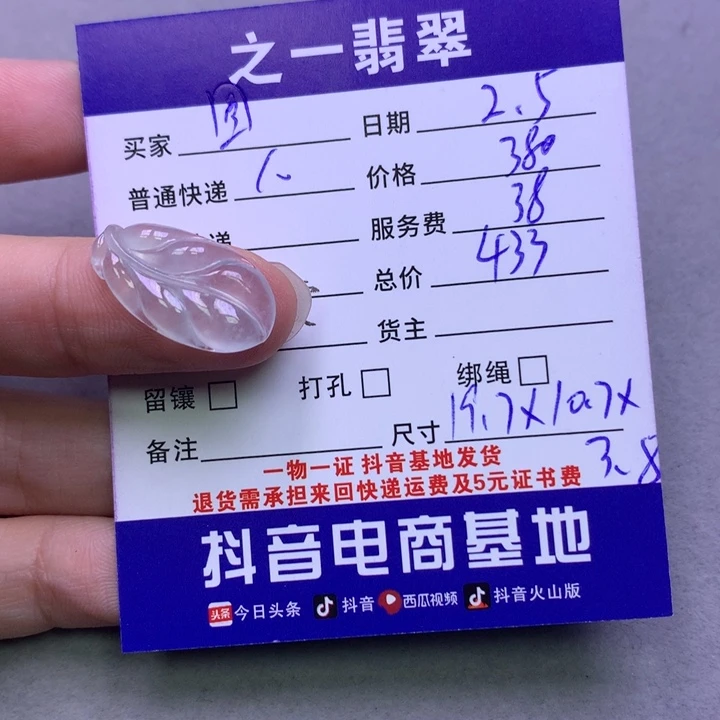 之一翡翠
买家 圆 日期 2.5
普通快递 价格 380
递 服务费 38
总价 433
货主
留镶 打孔 绑绳
备注 尺寸 19.7X10.7X
3.8
一物一证 抖音基地发货
退货需承担来回快递运费及5元证书费
抖音电商基地
头条 今日头条 抖音 西瓜视频 抖音火山版